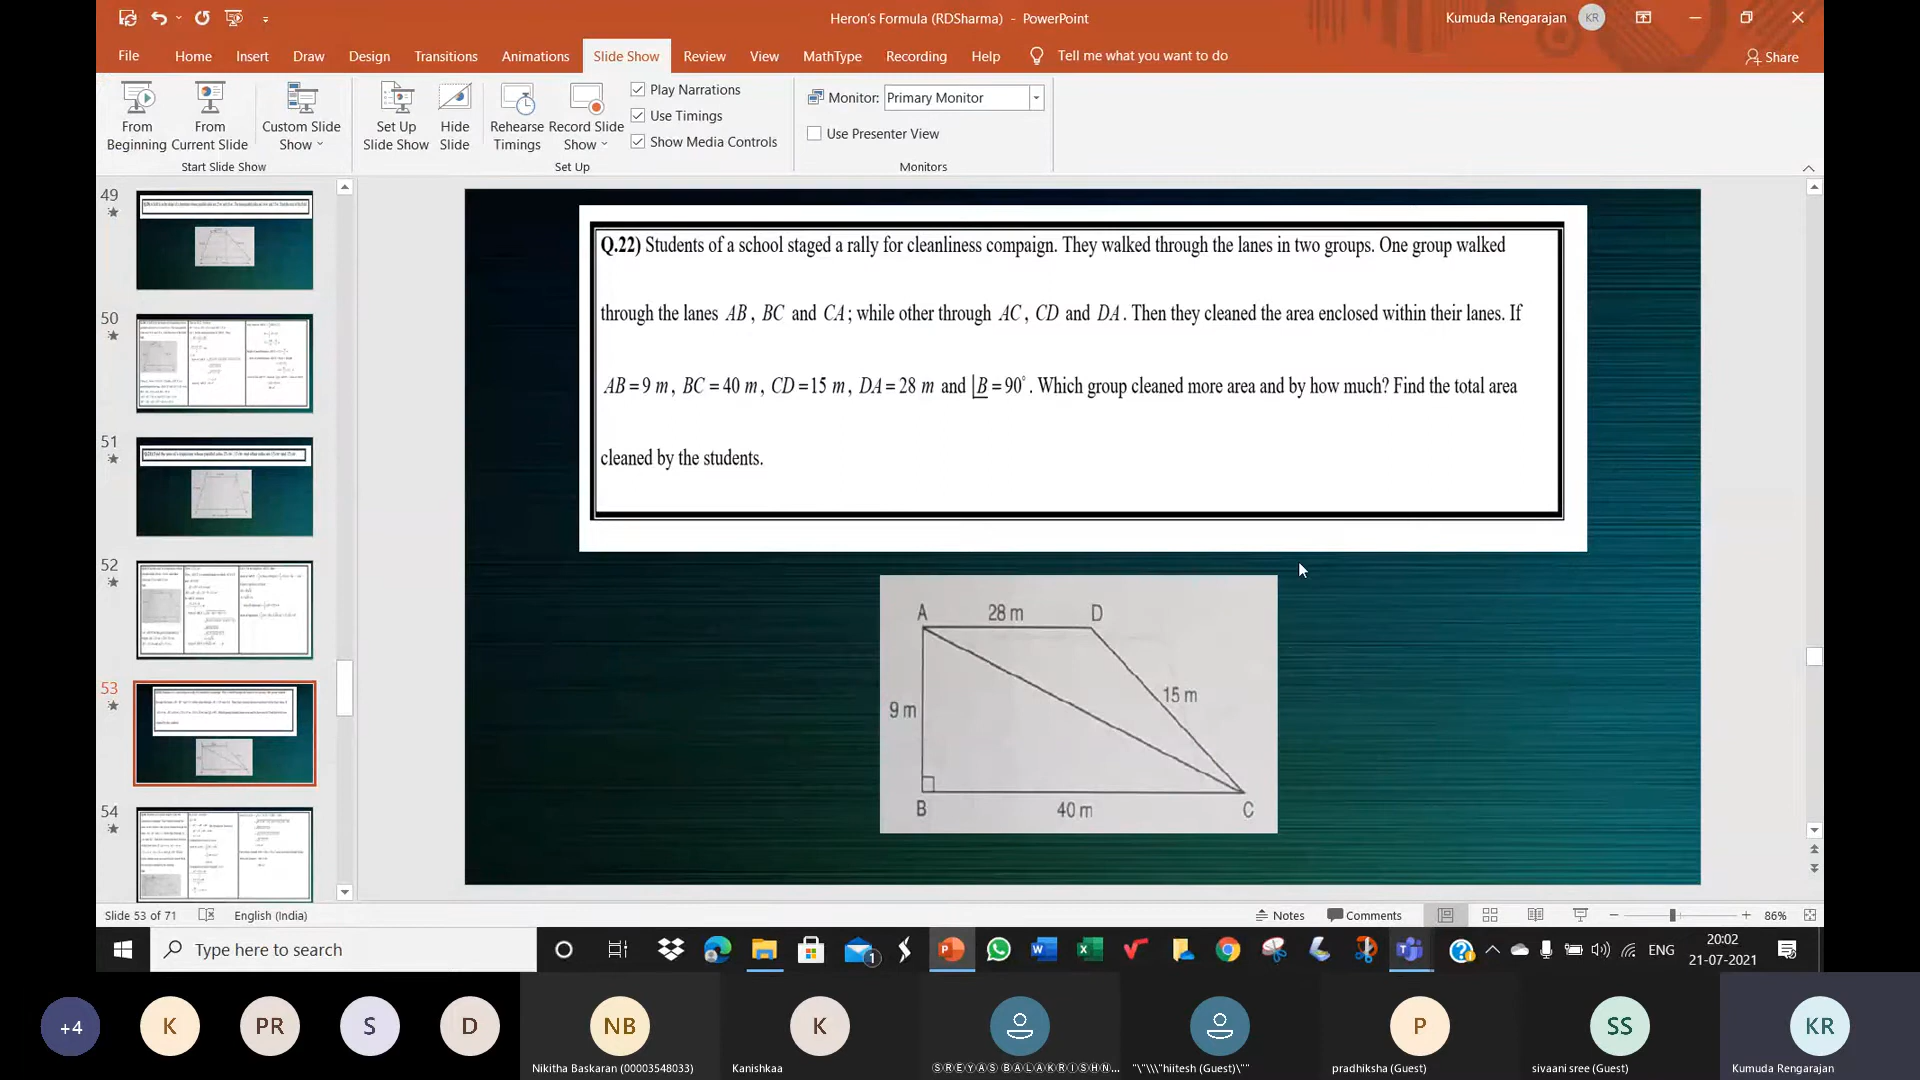 Heron's Formula (RDSharma) - PowerPoint
Kumuda Rengarajan
KR
File Home Insert Draw Design Transitions Animations Slide Show Review View MathType Recording Help Tell me what you want to do
Share
From Beginning
From Current Slide
Custom Slide Show
Start Slide Show
Set Up Slide Show
Hide Slide
Rehearse Timings
Record Slide Show
Play Narrations
Use Timings
Show Media Controls
Set Up
Monitor: Primary Monitor
Use Presenter View
Monitors
49
50
51
52
53
54
Q.22) Students of a school staged a rally for cleanliness compaign. They walked through the lanes in two groups. One group walked
through the lanes AB, BC and CA; while other through AC, CD and DA. Then they cleaned the area enclosed within their lanes. If
AB=9 m, BC=40 m, CD=15 m, DA=28 m and |B=90°. Which group cleaned more area and by how much? Find the total area
cleaned by the students.
A 28 m D
15 m
9 m
B 40 m C
Slide 53 of 71 English (India)
Notes Comments 86%
Type here to search
1
ENG
20:02
21-07-2021
+4 K PR S D NB K P SS KR
Nikitha Baskaran (00003548033) Kanishkaa ⓈⓇⒺⓎⒶⓈ ⒷⒶⓁⒶⓀⓇⒾⓈⒽⓃ... "\"\\\"hiitesh (Guest)\"" pradhiksha (Guest) sivaani sree (Guest) Kumuda Rengarajan